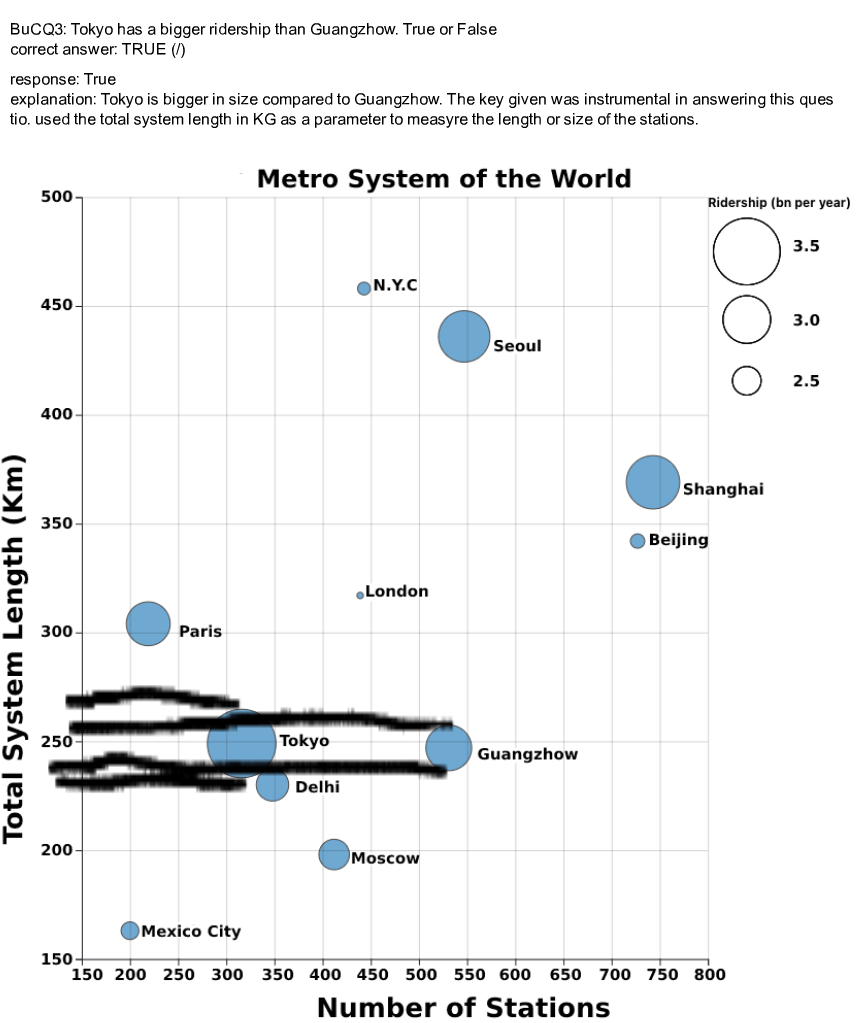 BuCQ3: Tokyo has a bigger ridership than Guangzhow. True or False
correct answer: TRUE (/)
response: True
explanation: Tokyo is bigger in size compared to Guangzhow. The key given was instrumental in answering this ques
tio. used the total system length in KG as a parameter to measyre the length or size of the stations.
Metro System of the World
Ridership (bn per year)
3.5
3.0
2.5
Total System Length (Km)
500
450
400
350
300
250
200
150
N.Y.C
Seoul
Shanghai
Beijing
London
Paris
Tokyo
Guangzhow
Delhi
Moscow
Mexico City
150 200 250 300 350 400 450 500 550 600 650 700 750 800
Number of Stations